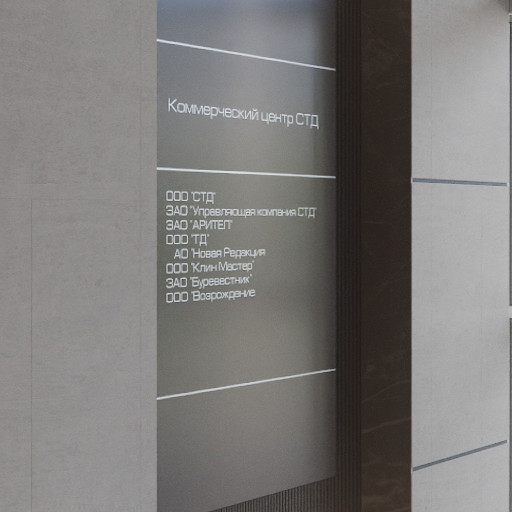 Коммерческий центр СТД
ООО "СТД"
ЗАО "Управляющая компания СТД"
ЗАО "АРИТЕЛ"
ООО "ТД"
АО "Новая Редакция
ООО "Клин Мастер"
ЗАО "Буревестник"
ООО "Возрождение